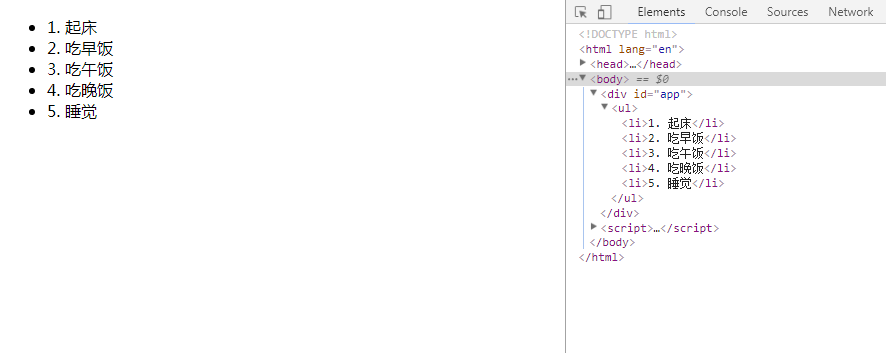 1. 起床
2. 吃早饭
3. 吃午饭
4. 吃晚饭
5. 睡觉
Elements Console Sources Network
<!DOCTYPE html>
<html lang="en">
<head>…</head>
<body> == $0
<div id="app">
<ul>
<li>1. 起床</li>
<li>2. 吃早饭</li>
<li>3. 吃午饭</li>
<li>4. 吃晚饭</li>
<li>5. 睡觉</li>
</ul>
</div>
<script>…</script>
</body>
</html>